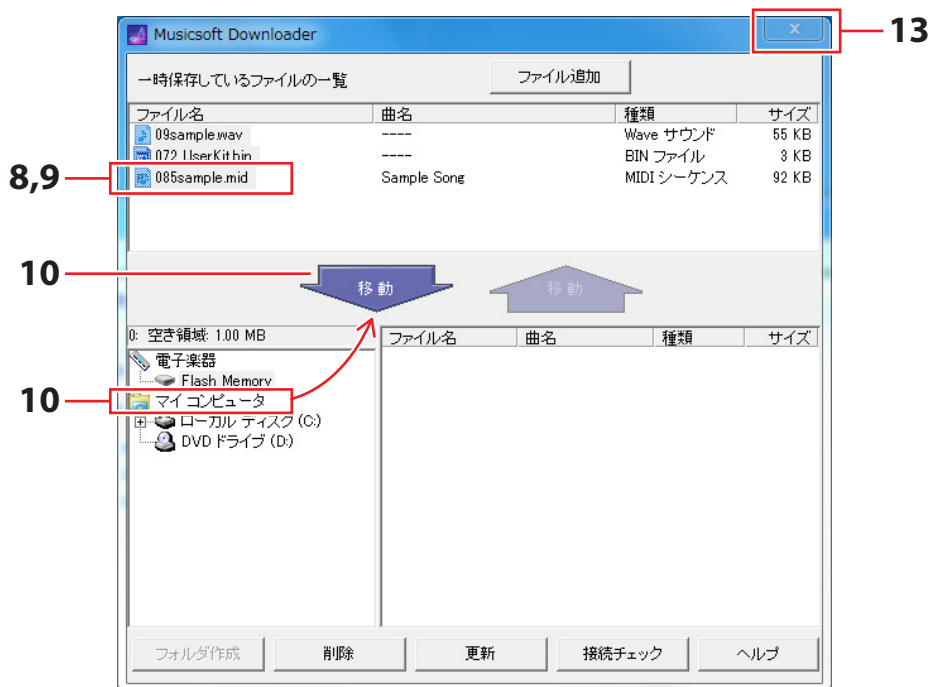 Musicsoft Downloader
x
13
一時保存しているファイルの一覧
ファイル追加
ファイル名 曲名 種類 サイズ
09sample.wav ---- Wave サウンド 55 KB
072UserKit.bin ---- BIN ファイル 3 KB
8,9
085sample.mid Sample Song MIDI シーケンス 92 KB
10
移動
移動
0: 空き領域: 1.00 MB
ファイル名 曲名 種類 サイズ
電子楽器
Flash Memory
10
マイ コンピュータ
ローカル ディスク (C:)
DVD ドライブ (D:)
フォルダ作成 削除 更新 接続チェック ヘルプ